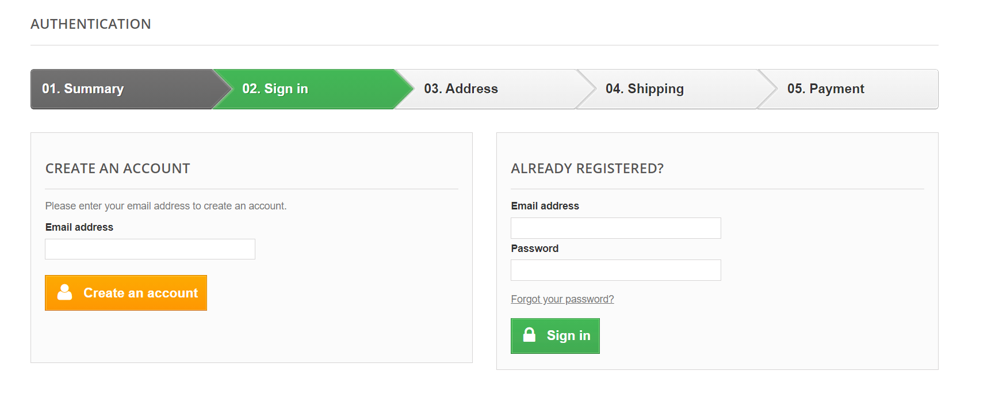 AUTHENTICATION
01. Summary
02. Sign in
03. Address
04. Shipping
05. Payment
CREATE AN ACCOUNT
Please enter your email address to create an account.
Email address
Create an account
ALREADY REGISTERED?
Email address
Password
Forgot your password?
Sign in